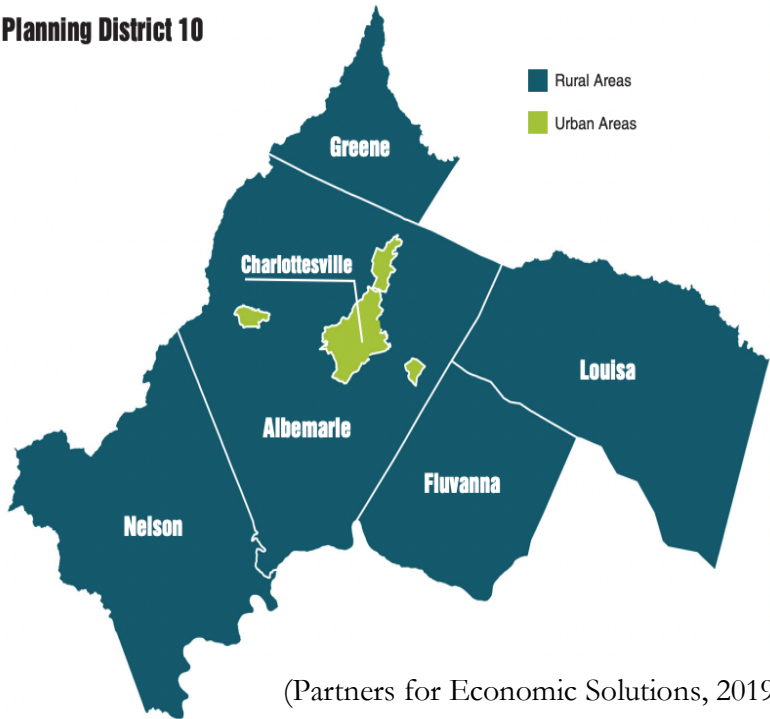 Planning District 10
Rural Areas
Urban Areas
Greene
Charlottesville
Louisa
Albemarle
Fluvanna
Nelson
(Partners for Economic Solutions, 2019